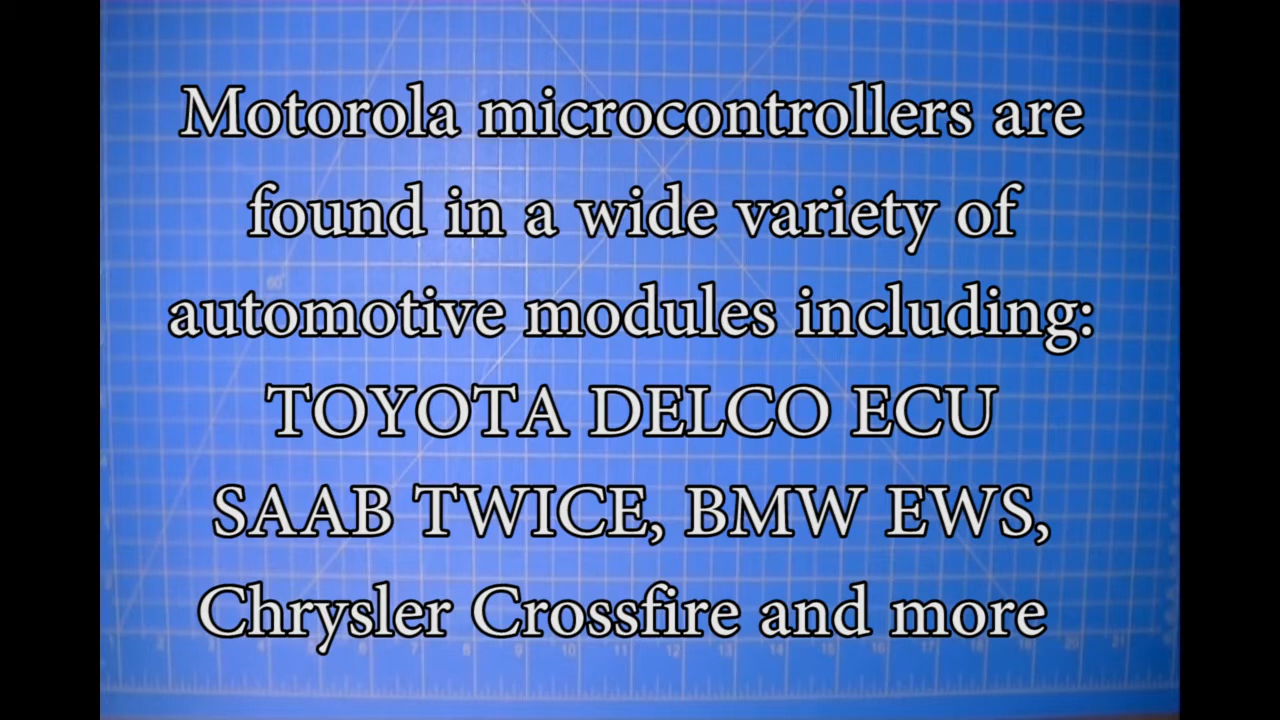 Motorola microcontrollers are
found in a wide variety of
automotive modules including:
TOYOTA DELCO ECU
SAAB TWICE, BMW EWS,
Chrysler Crossfire and more